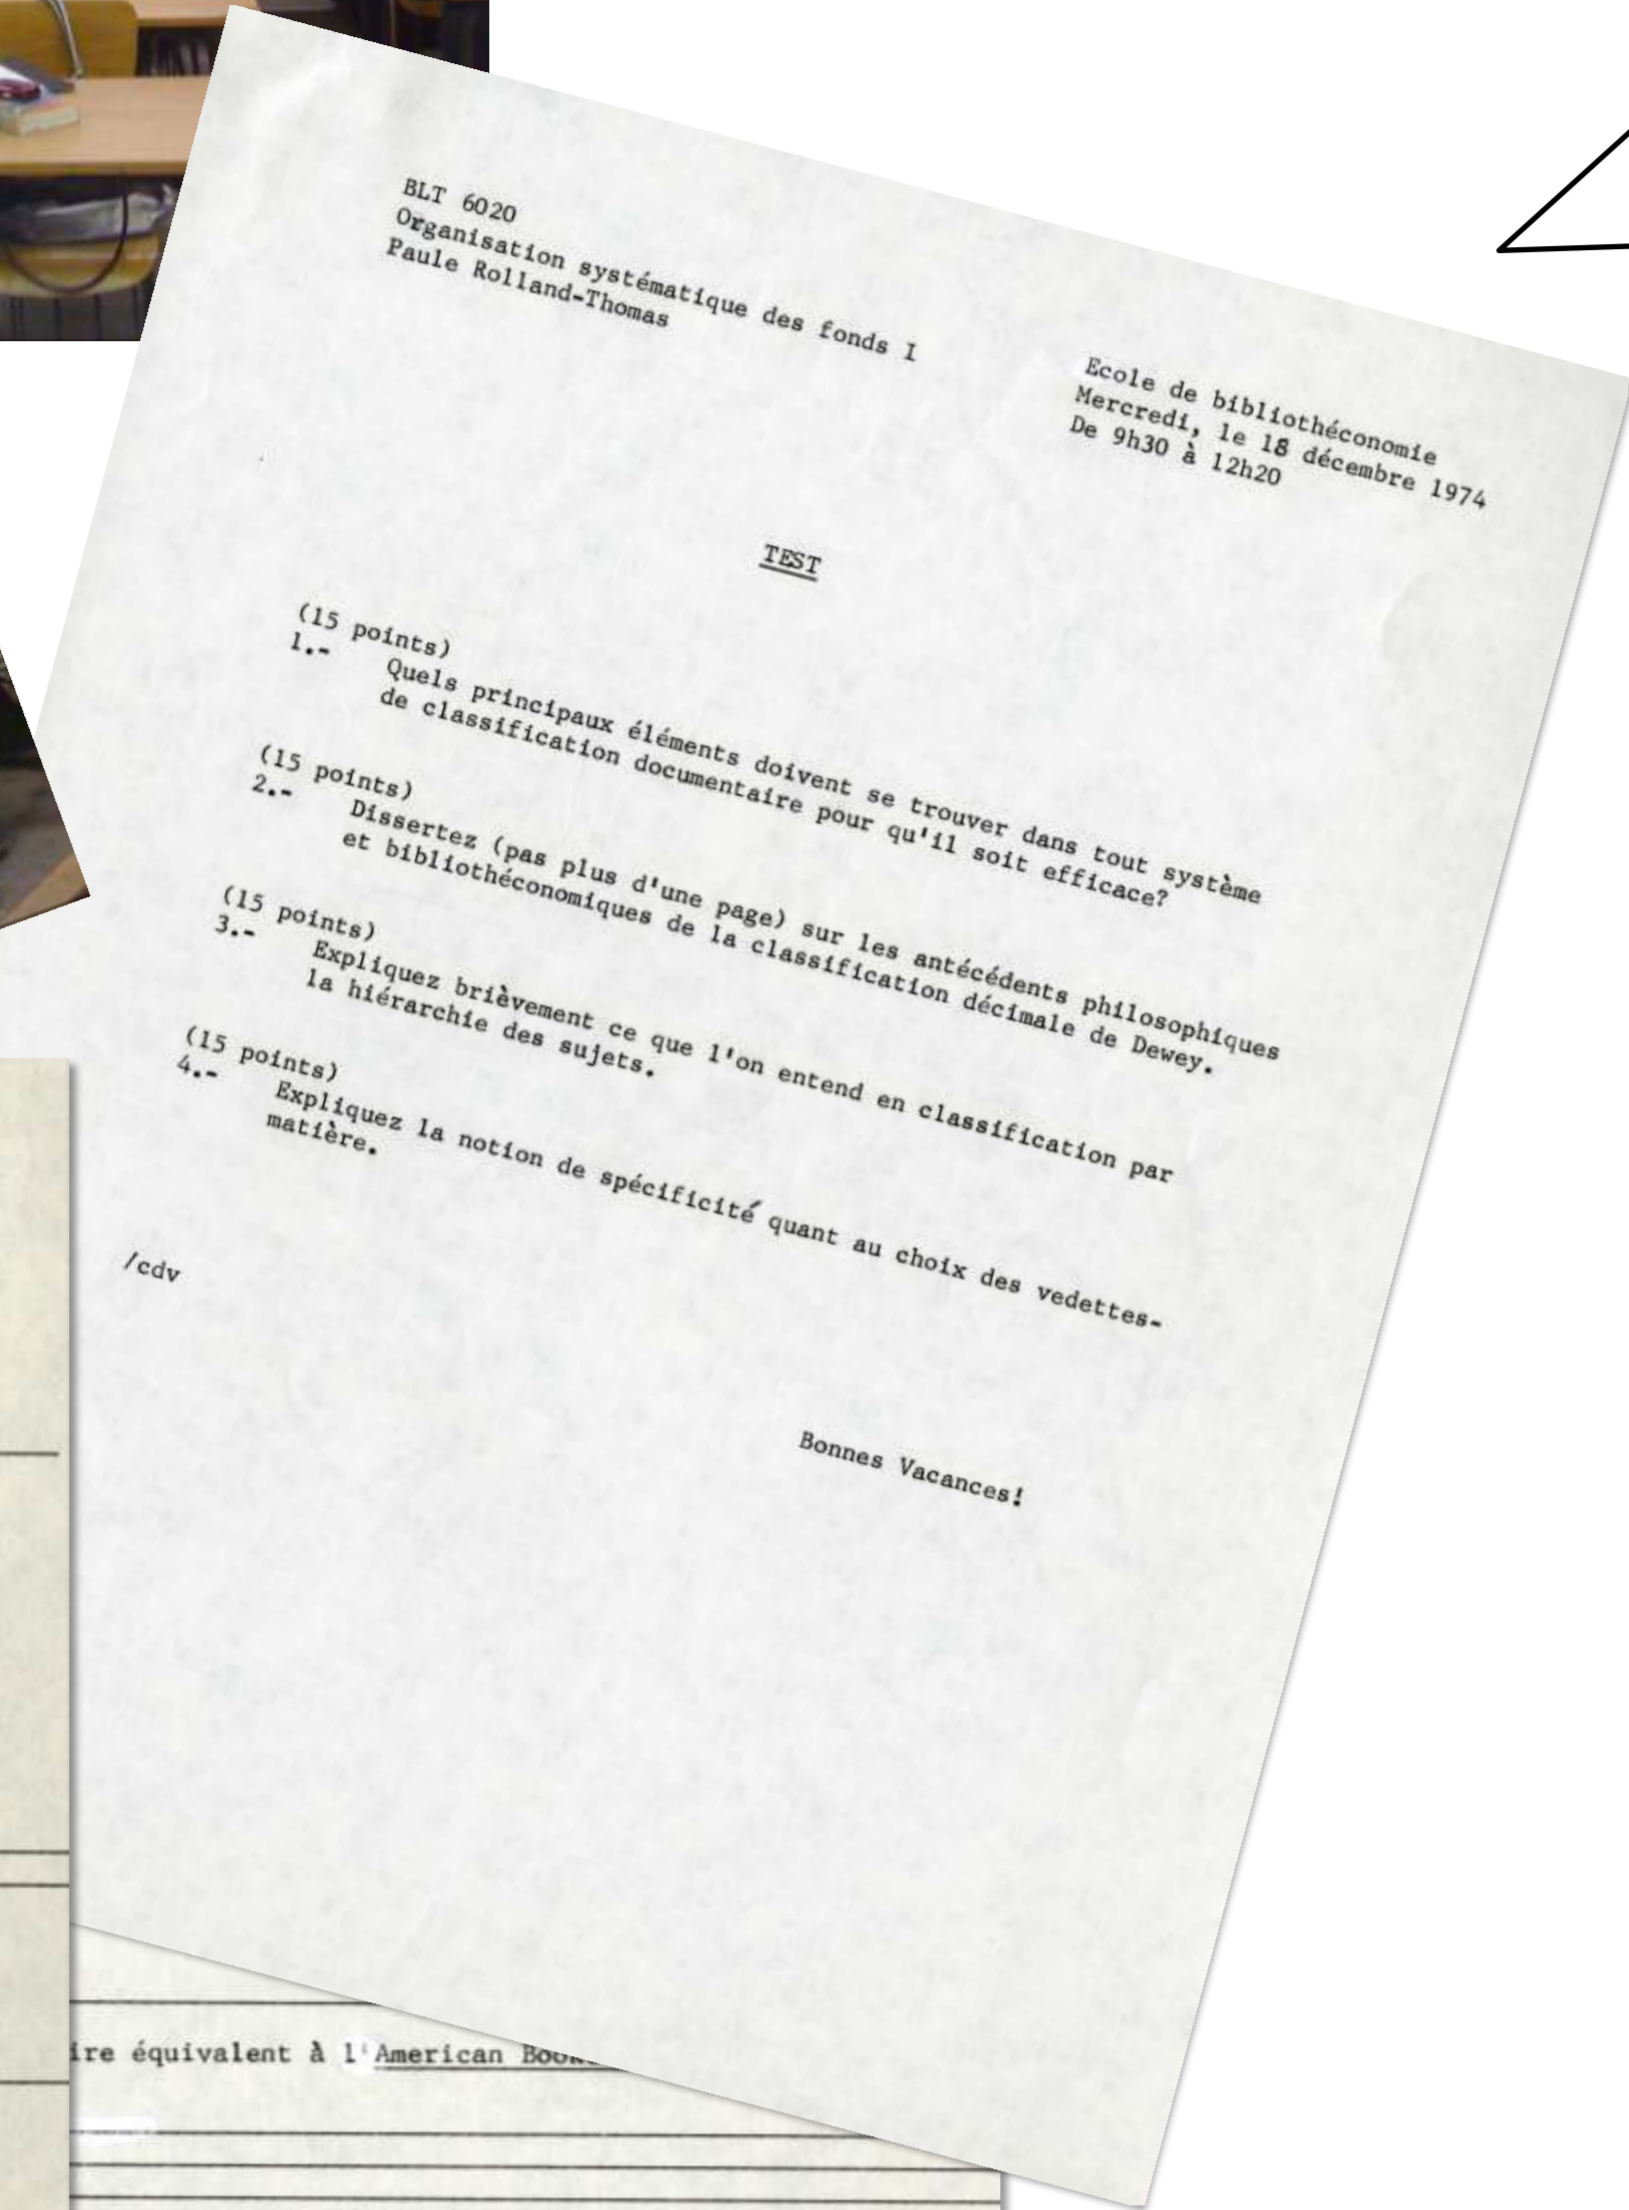 BLT 6020
Organisation systématique des fonds I
Paule Rolland-Thomas
Ecole de bibliothéconomie
Mercredi, le 18 décembre 1974
De 9h30 à 12h20
TEST
(15 points)
1.- Quels principaux éléments doivent se trouver dans tout système
de classification documentaire pour qu'il soit efficace?
(15 points)
2.- Dissertez (pas plus d'une page) sur les antécédents philosophiques
et bibliothéconomiques de la classification décimale de Dewey.
(15 points)
3.- Expliquez brièvement ce que l'on entend en classification par
la hiérarchie des sujets.
(15 points)
4.- Expliquez la notion de spécificité quant au choix des vedettes-
matière.
/cdv
Bonnes Vacances!
ire équivalent à l'American